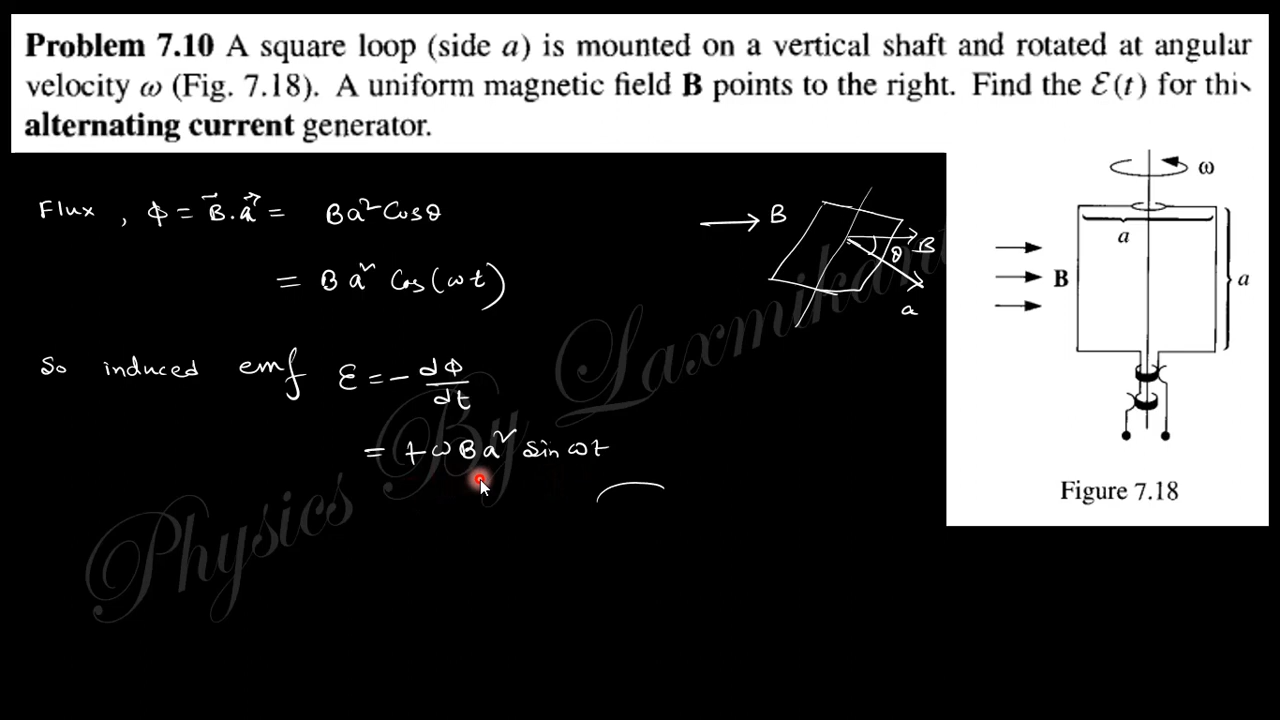 Problem 7.10 A square loop (side a) is mounted on a vertical shaft and rotated at angular
velocity ω (Fig. 7.18). A uniform magnetic field B points to the right. Find the ℰ(t) for this
alternating current generator.
ω
Flux , Φ = B⃗.a⃗ = Ba² Cosθ
B
B
θ
a
a
B
a
= Ba² Cos(ωt)
So induced emf ℰ = - dΦ/dt
= +ωBa² sin ωt
Figure 7.18
Physics By Laxmikant